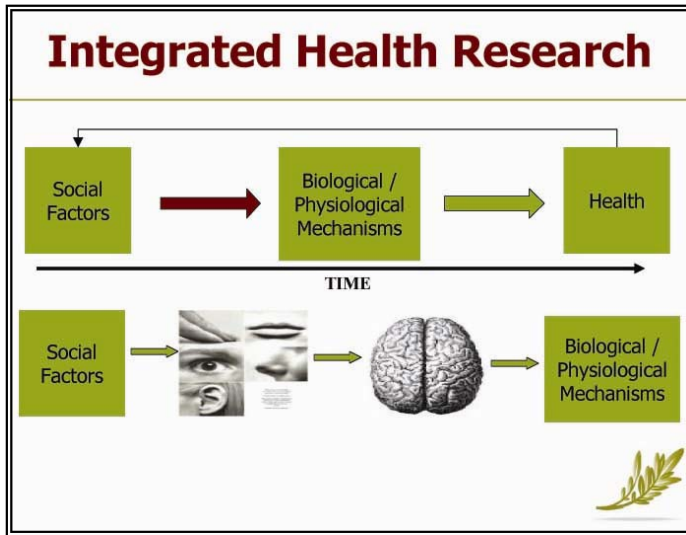 Integrated Health Research
Social
Factors
Biological /
Physiological
Mechanisms
Health
TIME
Social
Factors
Biological /
Physiological
Mechanisms